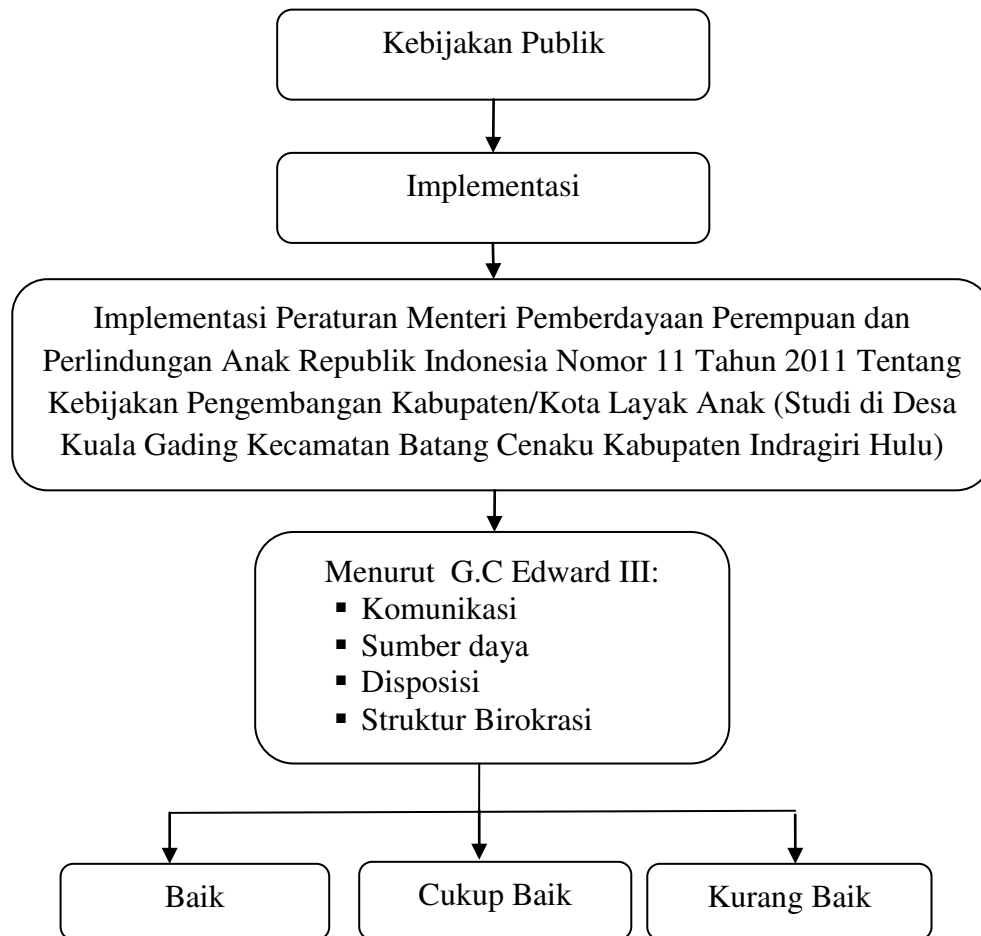 Kebijakan Publik
Implementasi
Implementasi Peraturan Menteri Pemberdayaan Perempuan dan
Perlindungan Anak Republik Indonesia Nomor 11 Tahun 2011 Tentang
Kebijakan Pengembangan Kabupaten/Kota Layak Anak (Studi di Desa
Kuala Gading Kecamatan Batang Cenaku Kabupaten Indragiri Hulu)
Menurut G.C Edward III:
▪ Komunikasi
▪ Sumber daya
▪ Disposisi
▪ Struktur Birokrasi
Baik
Cukup Baik
Kurang Baik